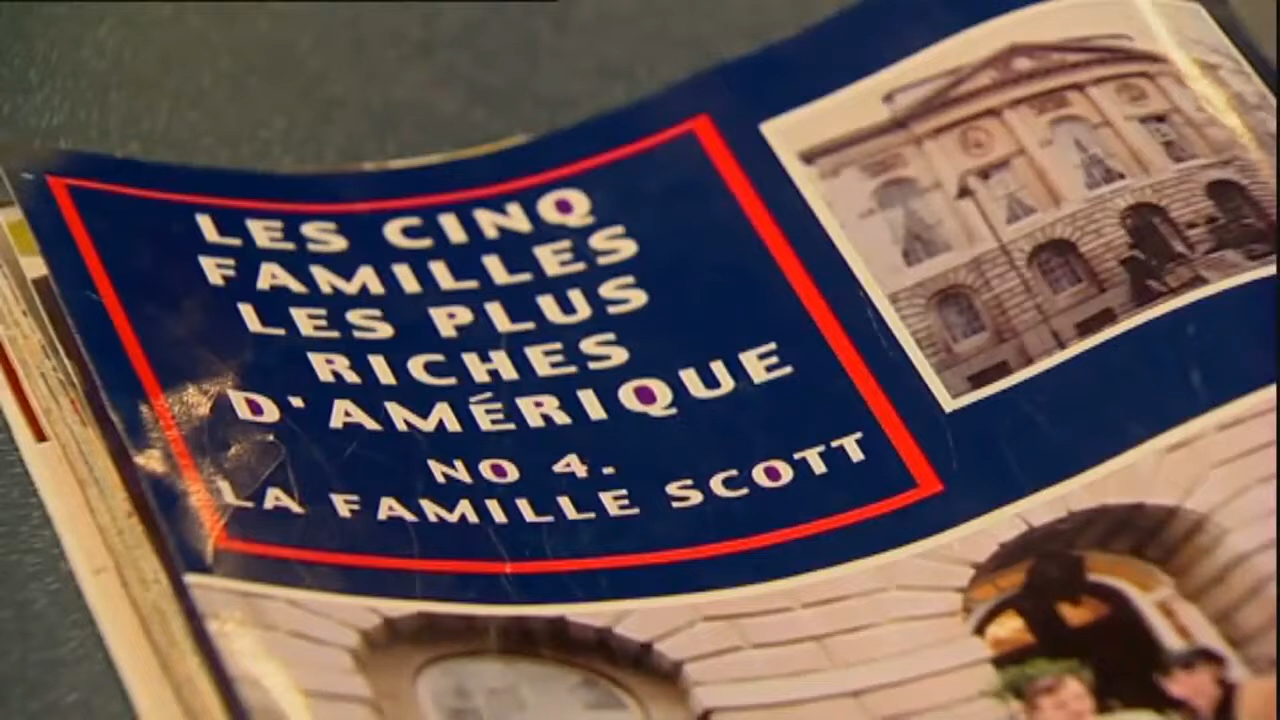 LES CINQ
FAMILLES
LES PLUS
RICHES
D'AMÉRIQUE
NO 4.
LA FAMILLE SCOTT